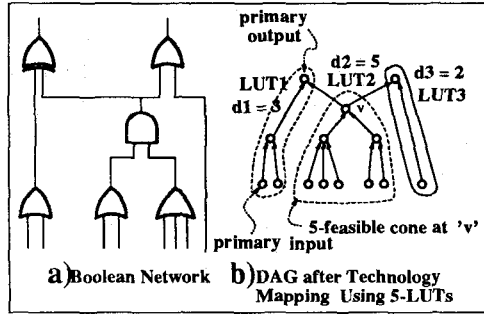 primary
output
d2 = 5
LUT1
LUT2
d3 = 2
LUT3
d1 = 3
v
5-feasible cone at 'v'
primary input
a) Boolean Network
b) DAG after Technology
Mapping Using 5-LUTs